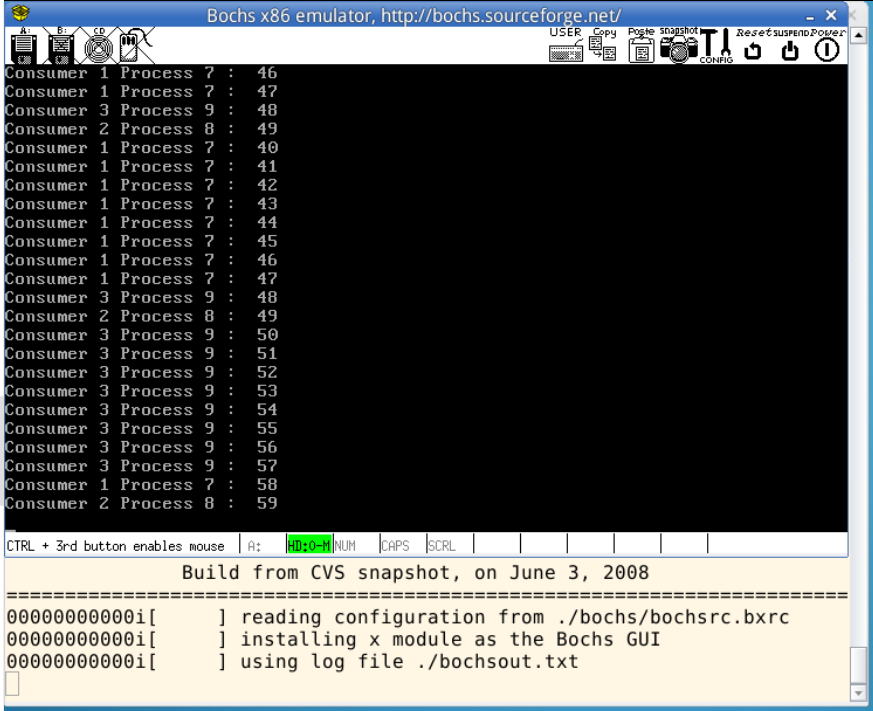 Bochs x86 emulator, http://bochs.sourceforge.net/
A: B: CD USER Copy Paste snapshot CONFIG Reset SUSPEND Power
Consumer 1 Process 7 : 46
Consumer 1 Process 7 : 47
Consumer 3 Process 9 : 48
Consumer 2 Process 8 : 49
Consumer 1 Process 7 : 40
Consumer 1 Process 7 : 41
Consumer 1 Process 7 : 42
Consumer 1 Process 7 : 43
Consumer 1 Process 7 : 44
Consumer 1 Process 7 : 45
Consumer 1 Process 7 : 46
Consumer 1 Process 7 : 47
Consumer 3 Process 9 : 48
Consumer 2 Process 8 : 49
Consumer 3 Process 9 : 50
Consumer 3 Process 9 : 51
Consumer 3 Process 9 : 52
Consumer 3 Process 9 : 53
Consumer 3 Process 9 : 54
Consumer 3 Process 9 : 55
Consumer 3 Process 9 : 56
Consumer 3 Process 9 : 57
Consumer 1 Process 7 : 58
Consumer 2 Process 8 : 59
CTRL + 3rd button enables mouse A: HD:0-M NUM CAPS SCRL
Build from CVS snapshot, on June 3, 2008
========================================================================
00000000000i[ ] reading configuration from ./bochs/bochsrc.bxrc
00000000000i[ ] installing x module as the Bochs GUI
00000000000i[ ] using log file ./bochsout.txt